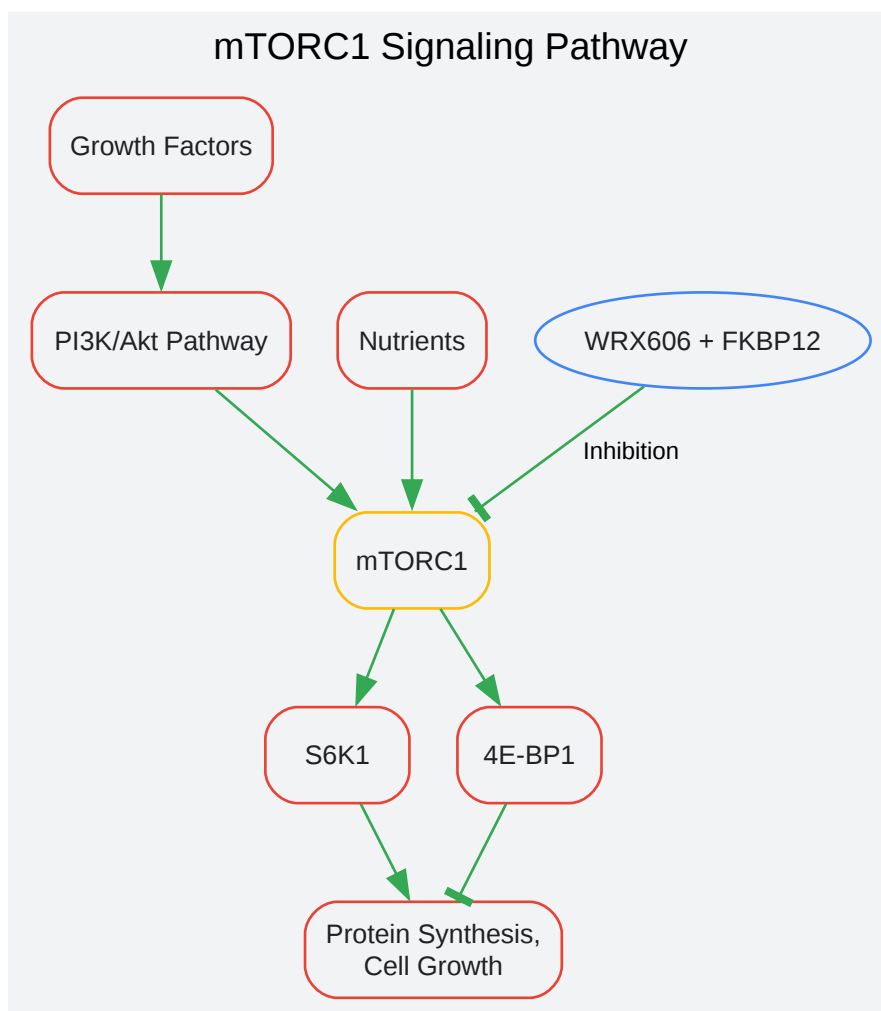 mTORC1 Signaling Pathway
Growth Factors
PI3K/Akt Pathway
Nutrients
WRX606 + FKBP12
Inhibition
mTORC1
S6K1
4E-BP1
Protein Synthesis,
Cell Growth